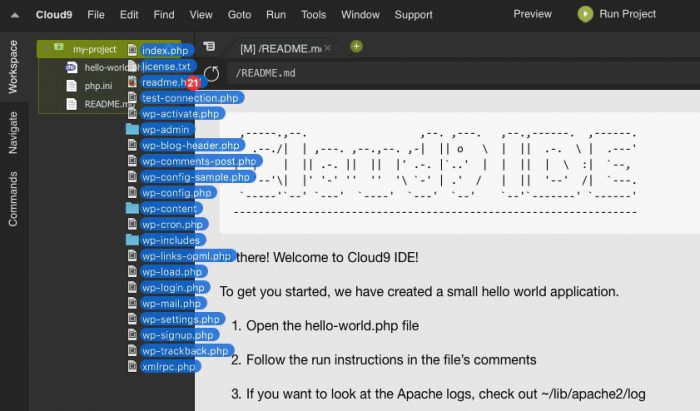 Cloud9 File Edit Find View Goto Run Tools Window Support Preview Run Project
Workspace
Navigate
Commands
my-project
hello-world.ph
php.ini
README.md
index.php
license.txt
readme.h
21
test-connection.php
wp-activate.php
wp-admin
wp-blog-header.php
wp-comments-post.php
wp-config-sample.php
wp-config.php
wp-content
wp-cron.php
wp-includes
wp-links-opml.php
wp-load.php
wp-login.php
wp-mail.php
wp-settings.php
wp-signup.php
wp-trackback.php
xmlrpc.php
[M] /README.m
/README.md
there! Welcome to Cloud9 IDE!
To get you started, we have created a small hello world application.
1. Open the hello-world.php file
2. Follow the run instructions in the file's comments
3. If you want to look at the Apache logs, check out ~/lib/apache2/log